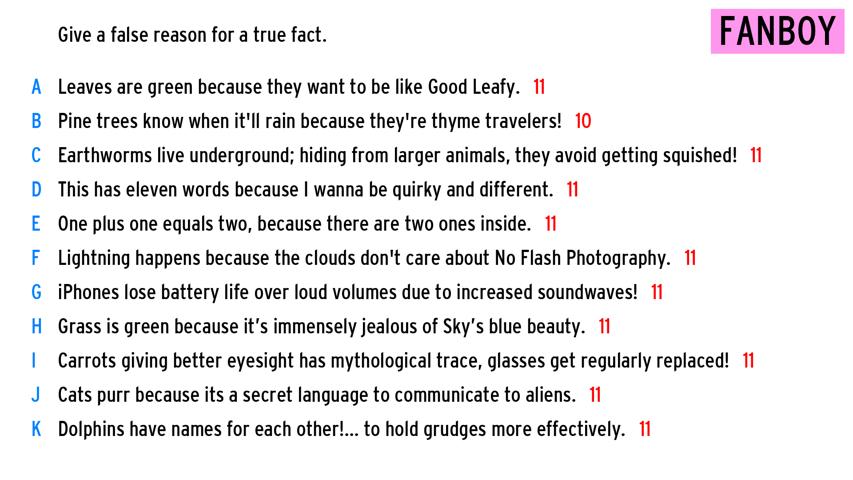 Give a false reason for a true fact.
FANBOY
A Leaves are green because they want to be like Good Leafy. 11
B Pine trees know when it'll rain because they're thyme travelers! 10
C Earthworms live underground; hiding from larger animals, they avoid getting squished! 11
D This has eleven words because I wanna be quirky and different. 11
E One plus one equals two, because there are two ones inside. 11
F Lightning happens because the clouds don't care about No Flash Photography. 11
G iPhones lose battery life over loud volumes due to increased soundwaves! 11
H Grass is green because it’s immensely jealous of Sky’s blue beauty. 11
I Carrots giving better eyesight has mythological trace, glasses get regularly replaced! 11
J Cats purr because its a secret language to communicate to aliens. 11
K Dolphins have names for each other!... to hold grudges more effectively. 11